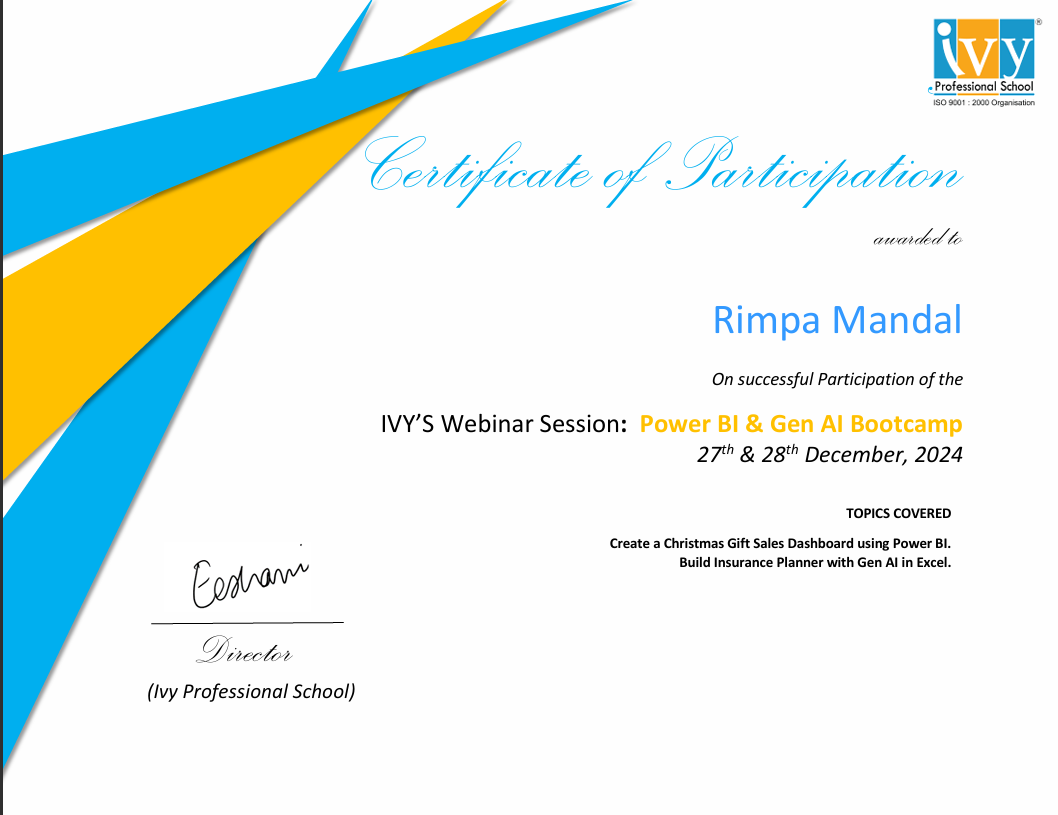 ivy
®
Professional School
ISO 9001 : 2000 Organisation
Certificate of Participation
awarded to
Rimpa Mandal
On successful Participation of the
IVY’S Webinar Session: Power BI & Gen AI Bootcamp
27th & 28th December, 2024
TOPICS COVERED
Create a Christmas Gift Sales Dashboard using Power BI.
Build Insurance Planner with Gen AI in Excel.
Eeshani
Director
(Ivy Professional School)